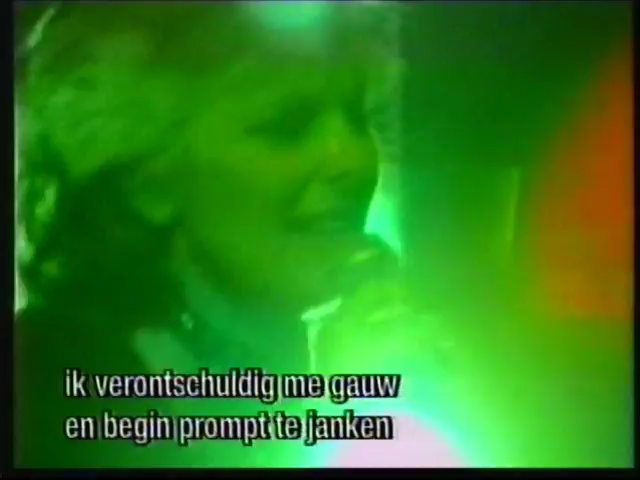 ik verontschuldig me gauw
en begin prompt te janken